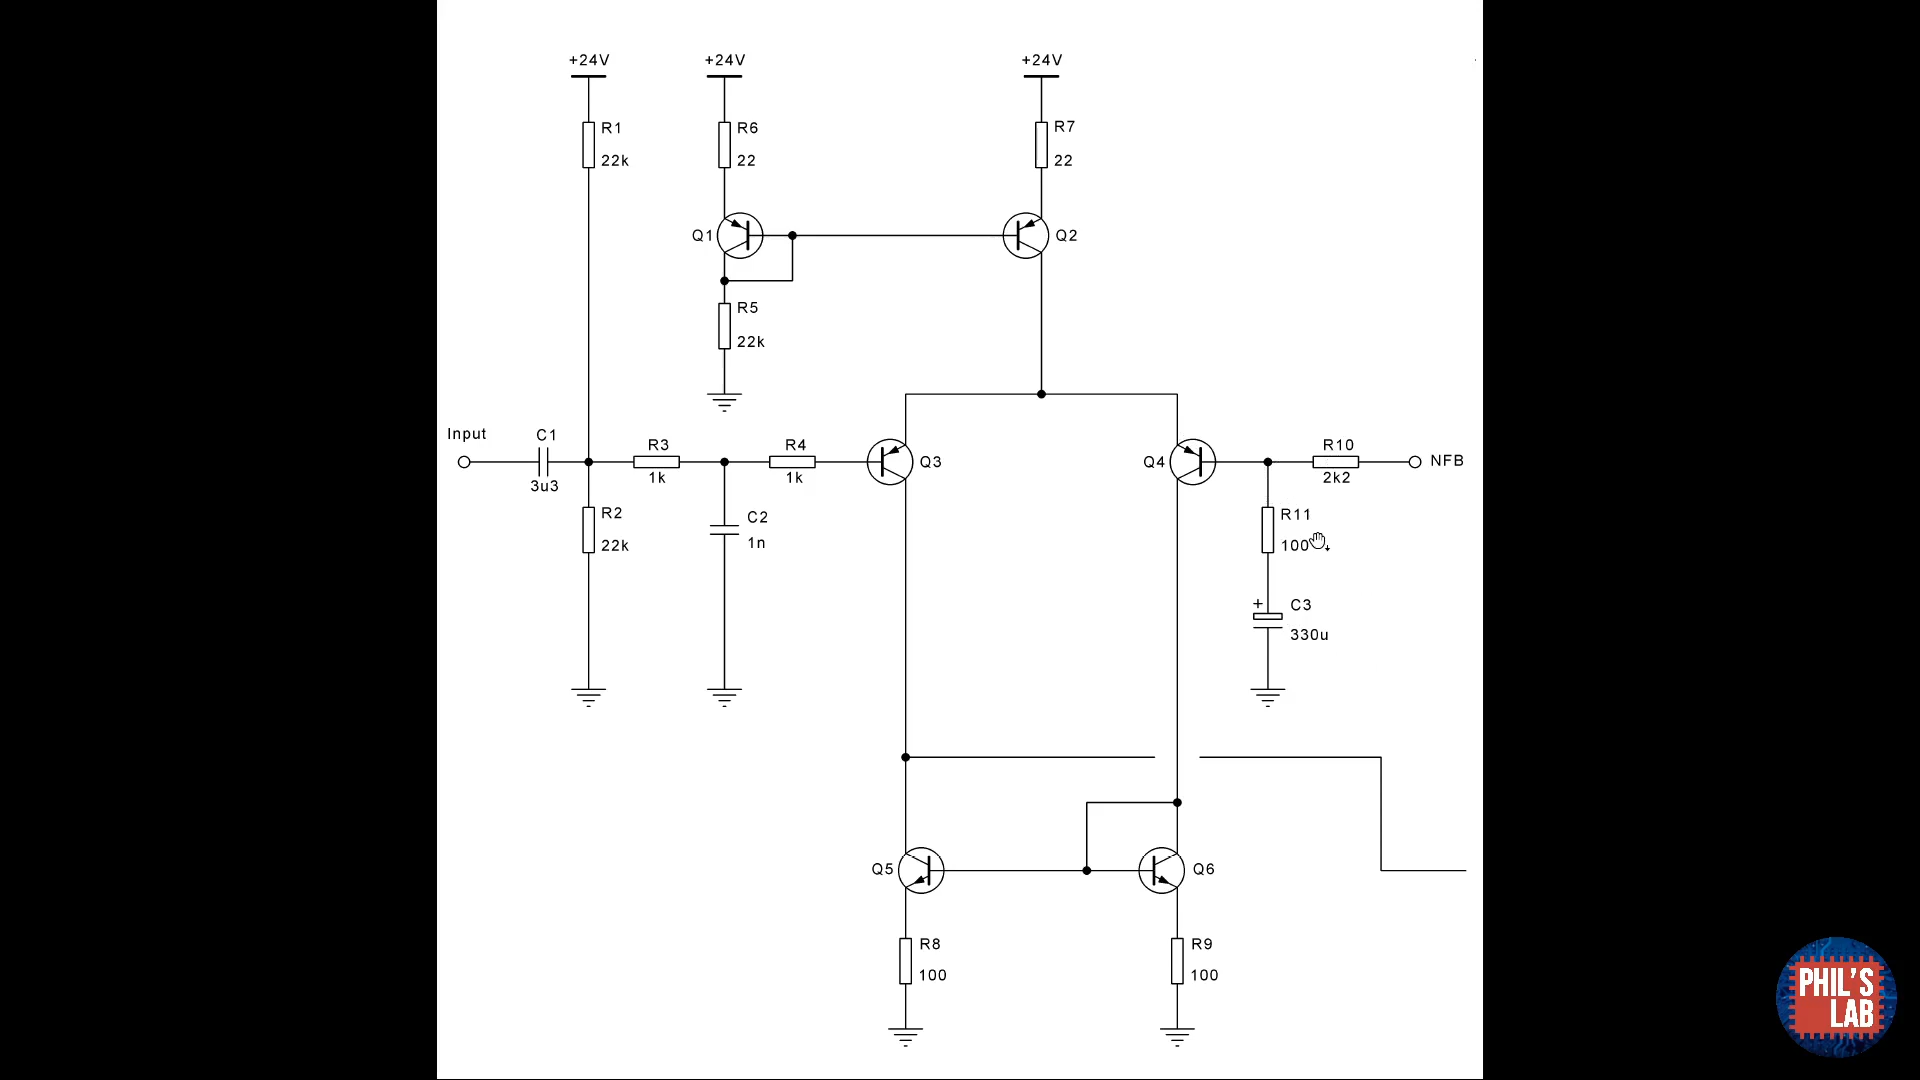 +24V
+24V
+24V
R1
22k
R6
22
R7
22
Q1
Q2
R5
22k
Input
C1
3u3
R3
1k
R4
1k
Q3
Q4
R10
2k2
NFB
R2
22k
C2
1n
R11
100
+
C3
330u
Q5
Q6
R8
100
R9
100
PHIL'S
LAB